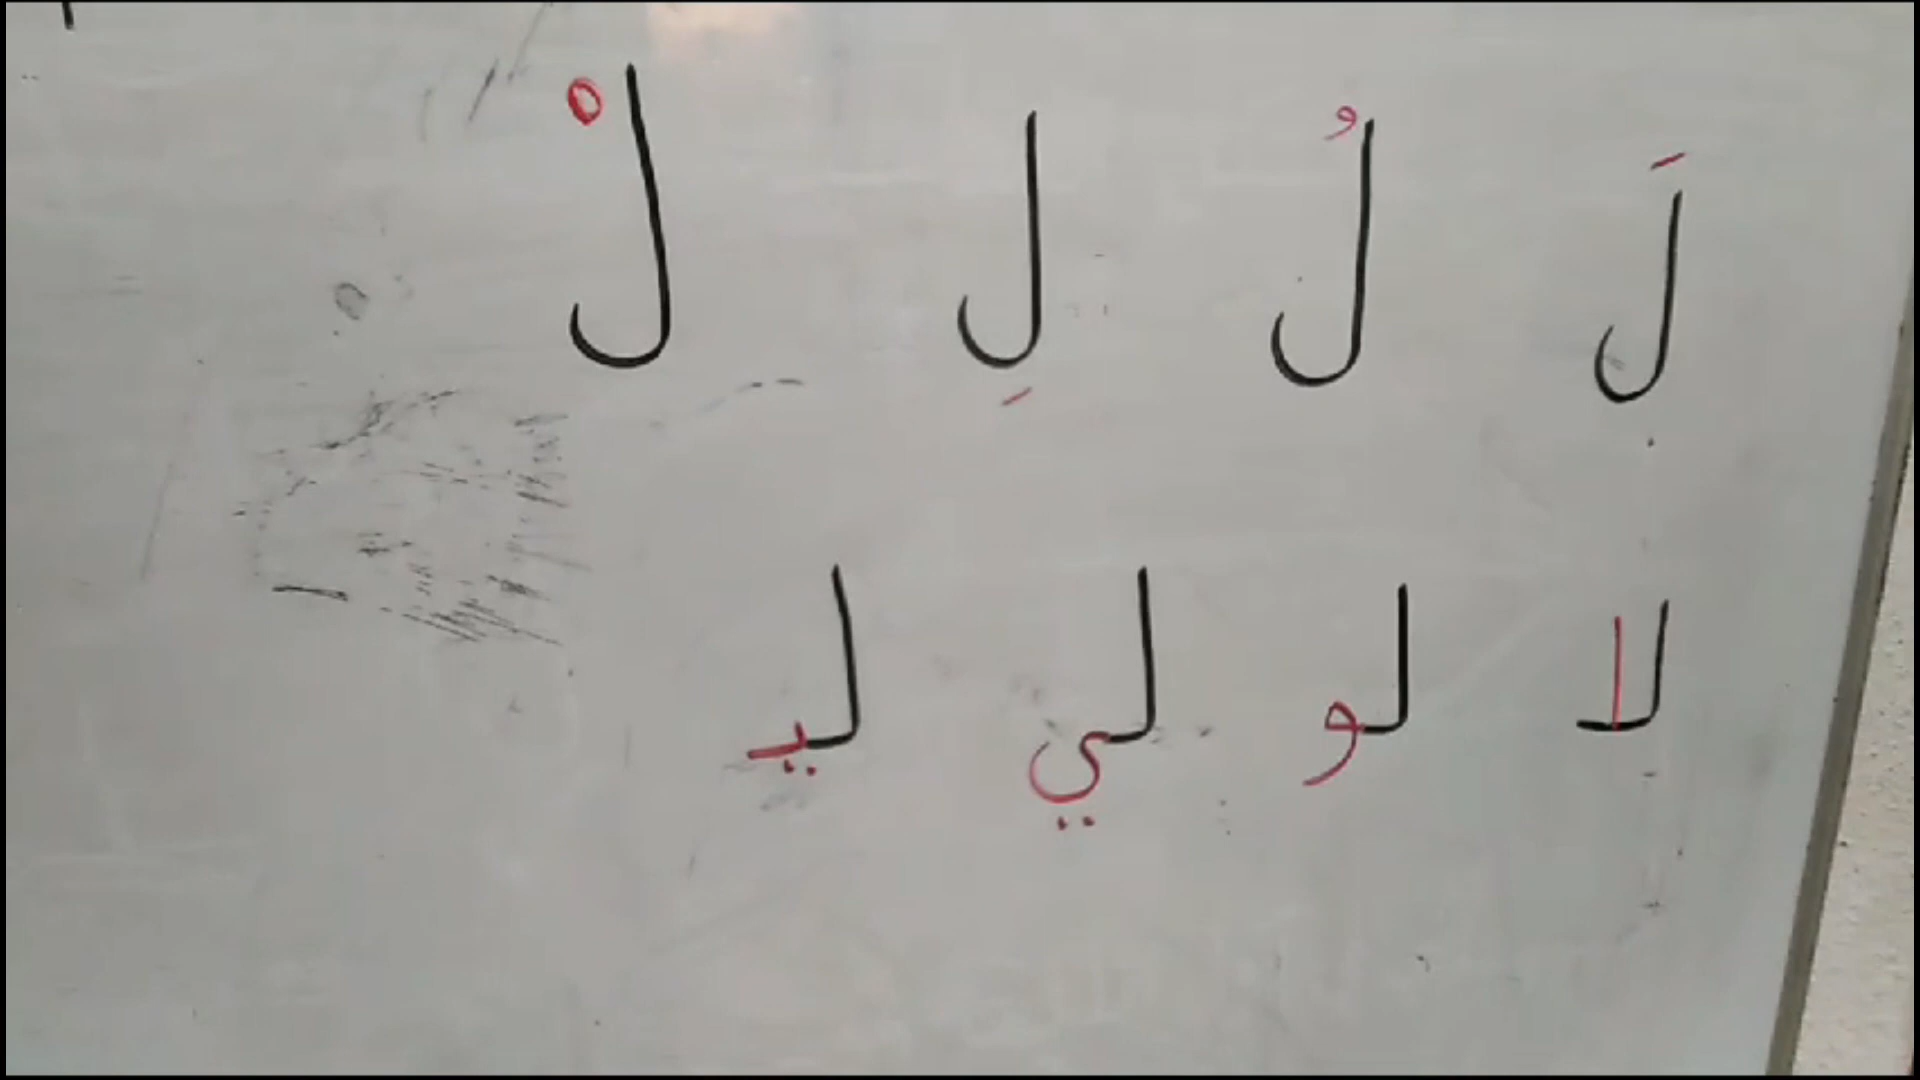 لَ لُ لِ لْ
لا لو لي ليـ